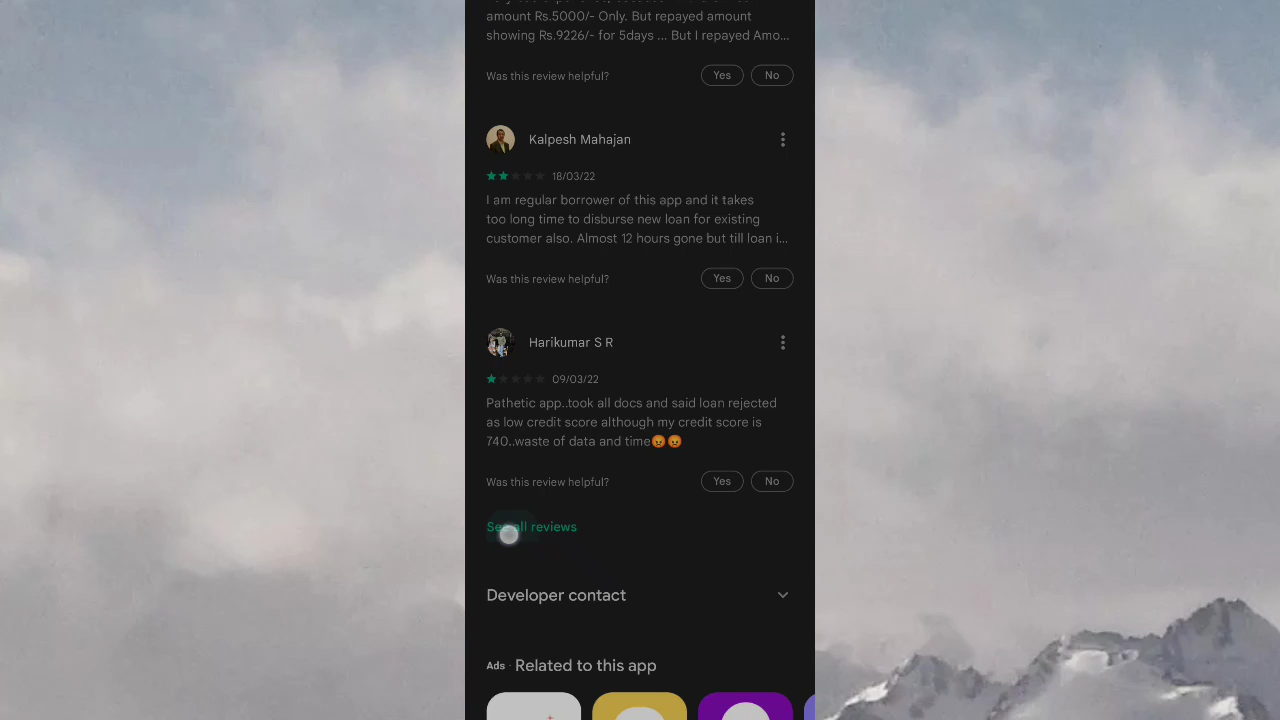 amount Rs.5000/- Only. But repayed amount
showing Rs.9226/- for 5days ... But I repayed Amo...
Was this review helpful? Yes No
Kalpesh Mahajan
18/03/22
I am regular borrower of this app and it takes
too long time to disburse new loan for existing
customer also. Almost 12 hours gone but till loan i...
Was this review helpful? Yes No
Harikumar S R
09/03/22
Pathetic app..took all docs and said loan rejected
as low credit score although my credit score is
740..waste of data and time😡😡
Was this review helpful? Yes No
See all reviews
Developer contact
Ads · Related to this app